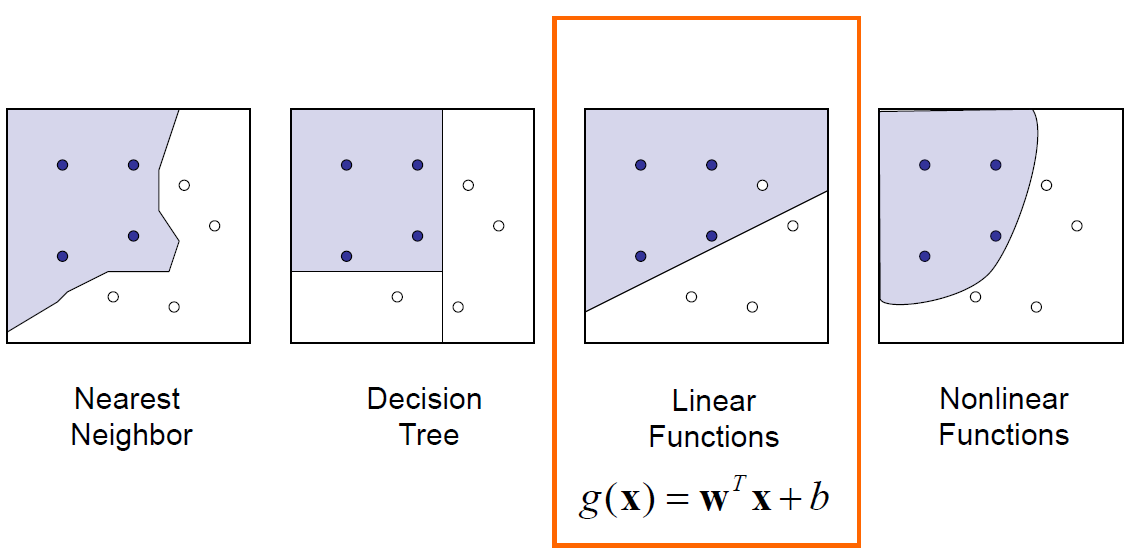 Nearest
Neighbor
Decision
Tree
Linear
Functions
g(x) = w^T x + b
Nonlinear
Functions